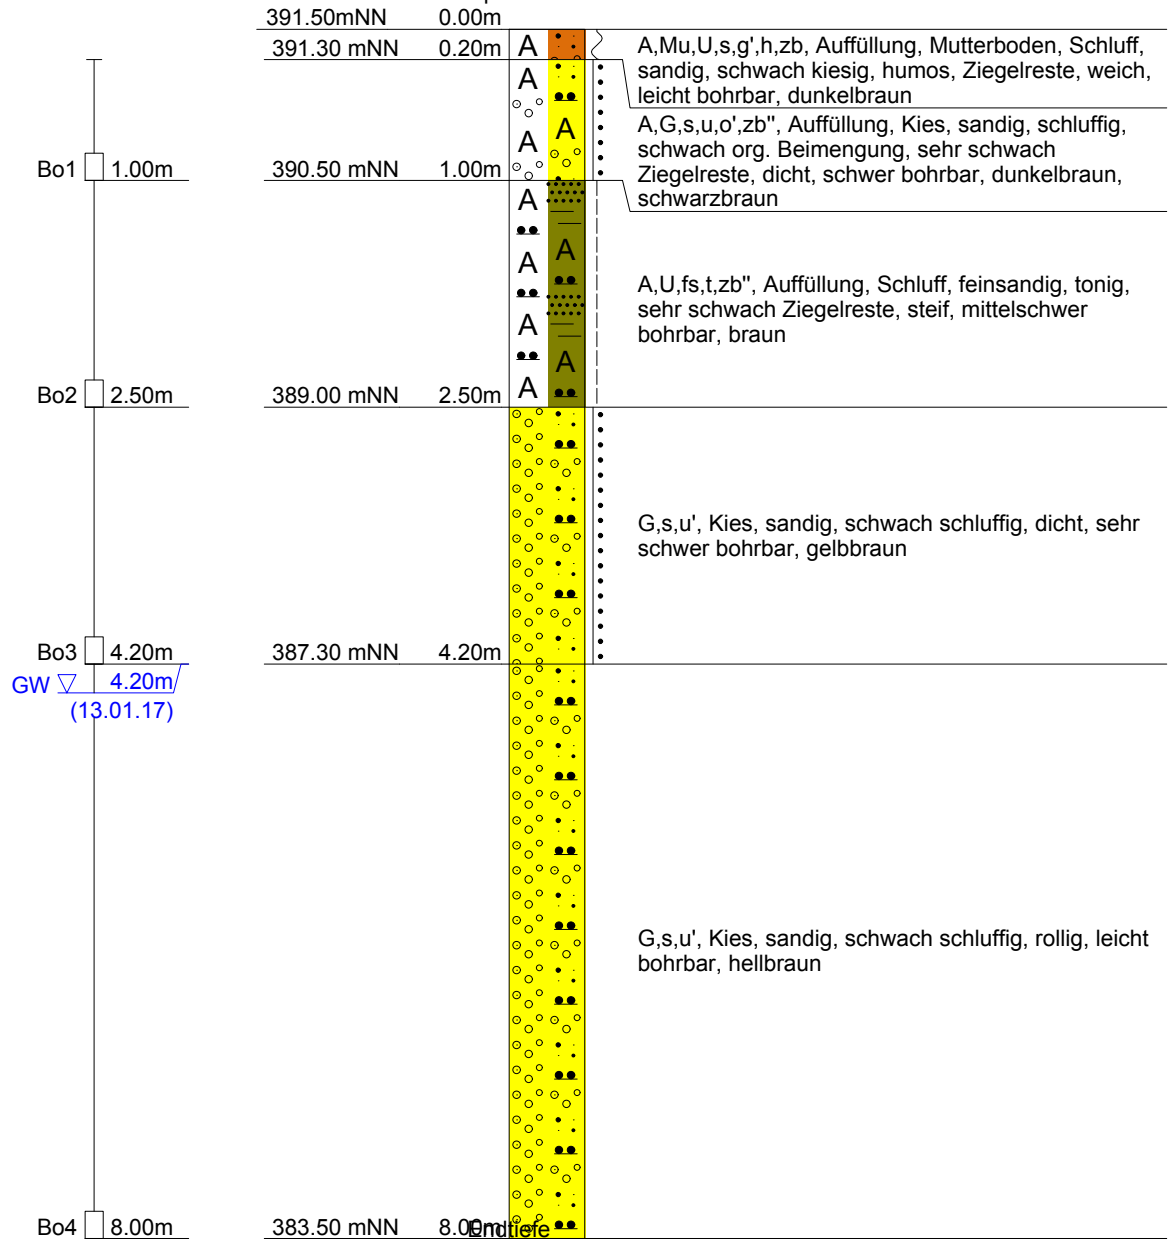 391.50mNN 0.00m
391.30 mNN 0.20m
A
A,Mu,U,s,g',h,zb, Auffüllung, Mutterboden, Schluff,
sandig, schwach kiesig, humos, Ziegelreste, weich,
leicht bohrbar, dunkelbraun
A
A
A
A,G,s,u,o',zb'', Auffüllung, Kies, sandig, schluffig,
schwach org. Beimengung, sehr schwach
Ziegelreste, dicht, schwer bohrbar, dunkelbraun,
schwarzbraun
Bo1 1.00m
390.50 mNN 1.00m
A
A
A
A
A
A
A,U,fs,t,zb'', Auffüllung, Schluff, feinsandig, tonig,
sehr schwach Ziegelreste, steif, mittelschwer
bohrbar, braun
Bo2 2.50m
389.00 mNN 2.50m
G,s,u', Kies, sandig, schwach schluffig, dicht, sehr
schwer bohrbar, gelbbraun
Bo3 4.20m
387.30 mNN 4.20m
GW 4.20m
(13.01.17)
G,s,u', Kies, sandig, schwach schluffig, rollig, leicht
bohrbar, hellbraun
Bo4 8.00m
383.50 mNN 8.00m
Endtiefe